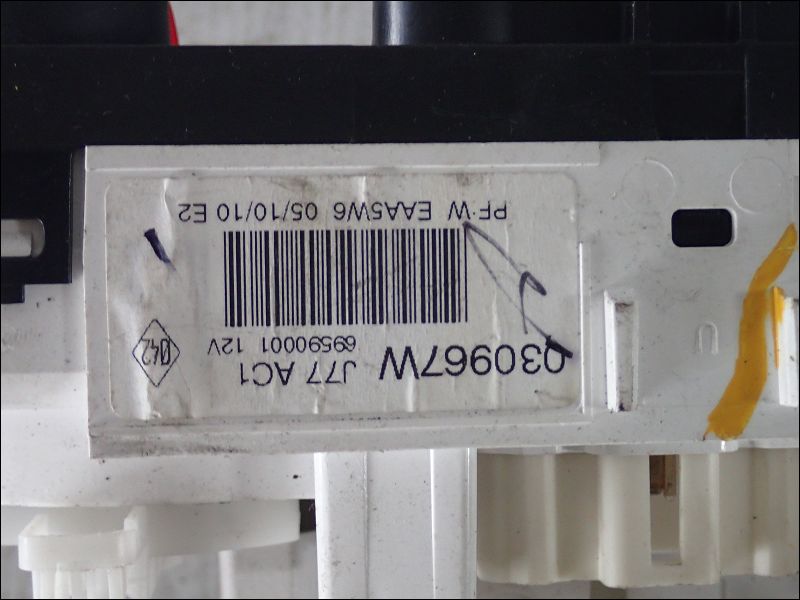 030967W J77 AC1
69590001 12V
042
PF·W EAA5W6 05/10/10 E2